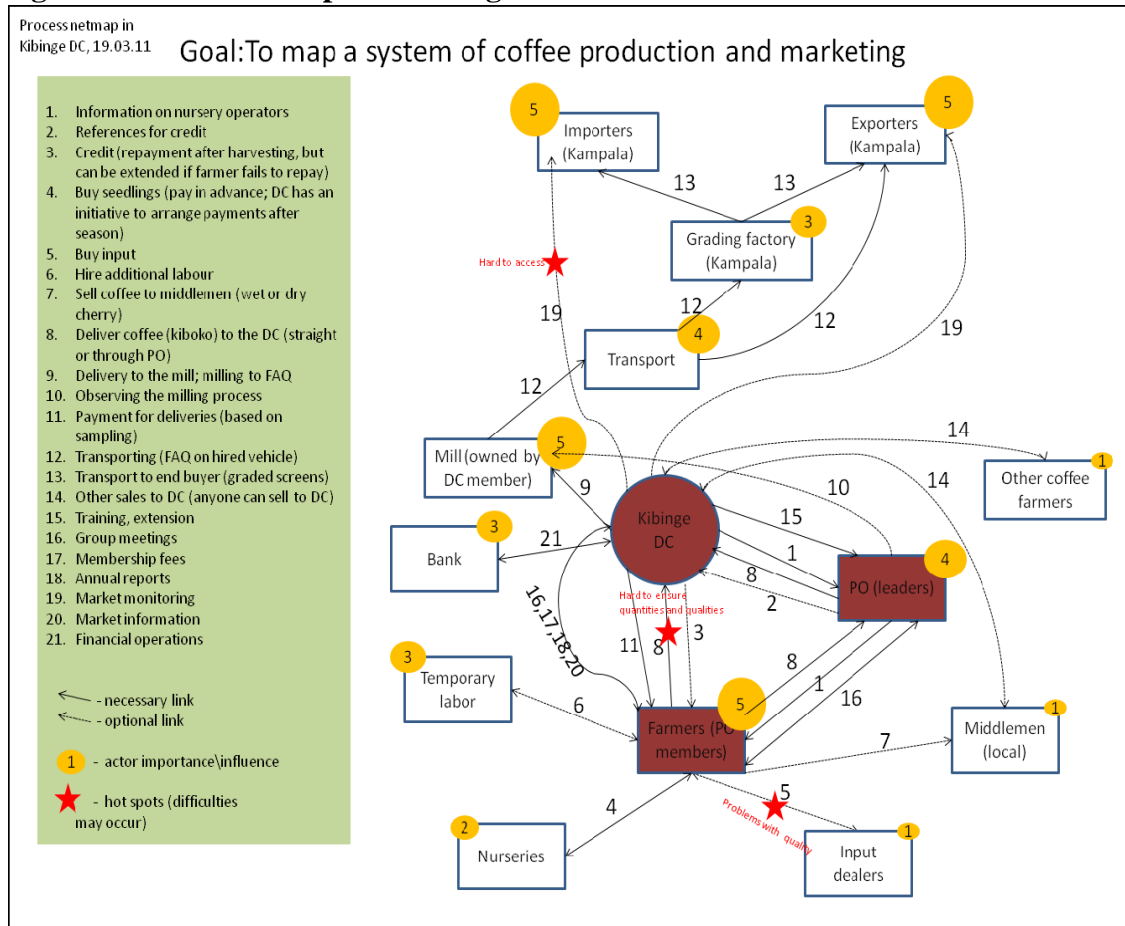 Process netmap in
Kibinge DC, 19.03.11
Goal:To map a system of coffee production and marketing
1. Information on nursery operators
2. References for credit
3. Credit (repayment after harvesting, but
can be extended if farmer fails to repay)
4. Buy seedlings (pay in advance; DC has an
initiative to arrange payments after
season)
5. Buy input
6. Hire additional labour
7. Sell coffee to middlemen (wet or dry
cherry)
8. Deliver coffee (kiboko) to the DC (straight
or through PO)
9. Delivery to the mill; milling to FAQ
10. Observing the milling process
11. Payment for deliveries (based on
sampling)
12. Transporting (FAQ on hired vehicle)
13. Transport to end buyer (graded screens)
14. Other sales to DC (anyone can sell to DC)
15. Training, extension
16. Group meetings
17. Membership fees
18. Annual reports
19. Market monitoring
20. Market information
21. Financial operations
- necessary link
- optional link
1 - actor importance\influence
- hot spots (difficulties
may occur)
5
Importers
(Kampala)
5
Exporters
(Kampala)
13
13
3
Grading factory
(Kampala)
Hard to access
19
12
12
19
4
Transport
12
5
Mill (owned by
DC member)
14
1
Other coffee
farmers
9
10
14
Kibinge
DC
15
3
Bank
21
1
4
PO (leaders)
8
2
Hard to ensure
quantities and qualities
16,17,18,20
11
8
3
8
1
16
3
Temporary
labor
6
5
Farmers (PO
members)
7
1
Middlemen
(local)
4
5
Problems with quality
2
Nurseries
1
Input
dealers